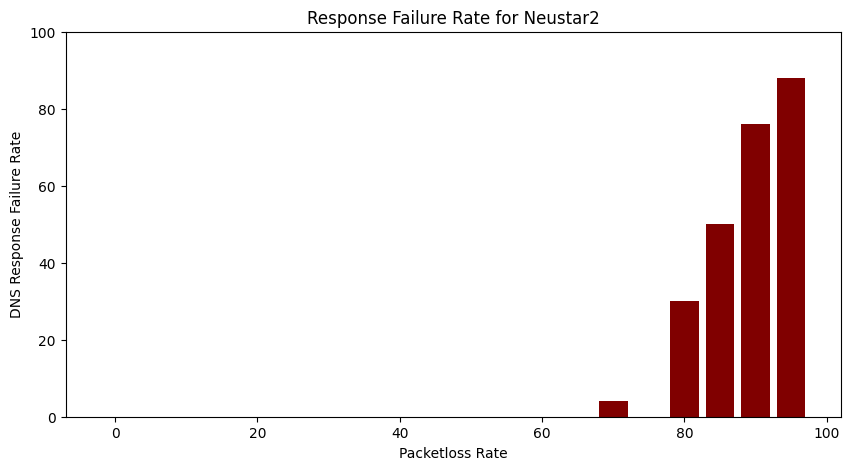 Response Failure Rate for Neustar2
100
80
60
40
20
0
DNS Response Failure Rate
0 20 40 60 80 100
Packetloss Rate